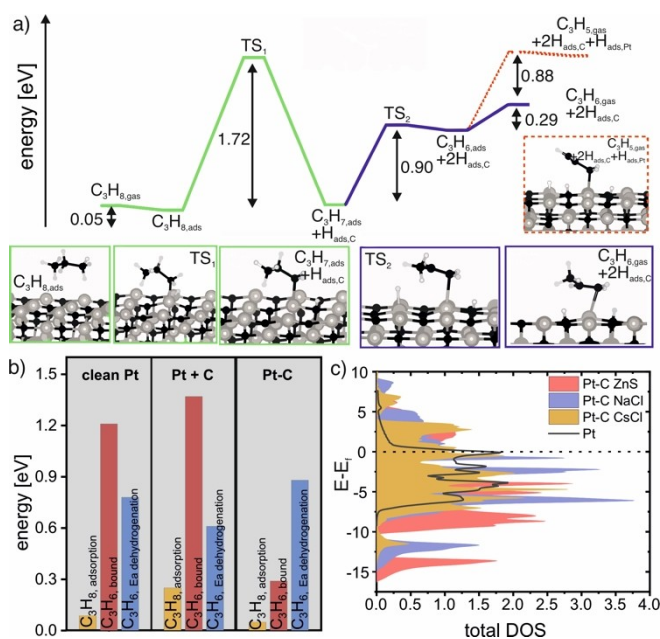 a)
energy [eV]
C3H8,gas
0.05
C3H8,ads
TS1
1.72
C3H7,ads
+Hads,C
TS2
0.90
C3H6,ads
+2Hads,C
C3H5,gas
+2Hads,C+Hads,Pt
0.88
C3H6,gas
+2Hads,C
0.29
C3H5,gas
+2Hads,C+Hads,Pt
C3H8,ads
TS1
C3H7,ads
+Hads,C
TS2
C3H6,gas
+2Hads,C
b)
energy [eV]
1.5
1.2
0.9
0.6
0.3
0.0
clean Pt
Pt + C
Pt-C
C3H8, adsorption
C3H6, bound
C3H6, Ea dehydrogenation
C3H8, adsorption
C3H6, bound
C3H6, Ea dehydrogenation
C3H8, adsorption
C3H6, bound
C3H6, Ea dehydrogenation
c)
E-Ef
10
5
0
-5
-10
-15
Pt-C ZnS
Pt-C NaCl
Pt-C CsCl
Pt
0.0 0.5 1.0 1.5 2.0 2.5 3.0 3.5 4.0
total DOS